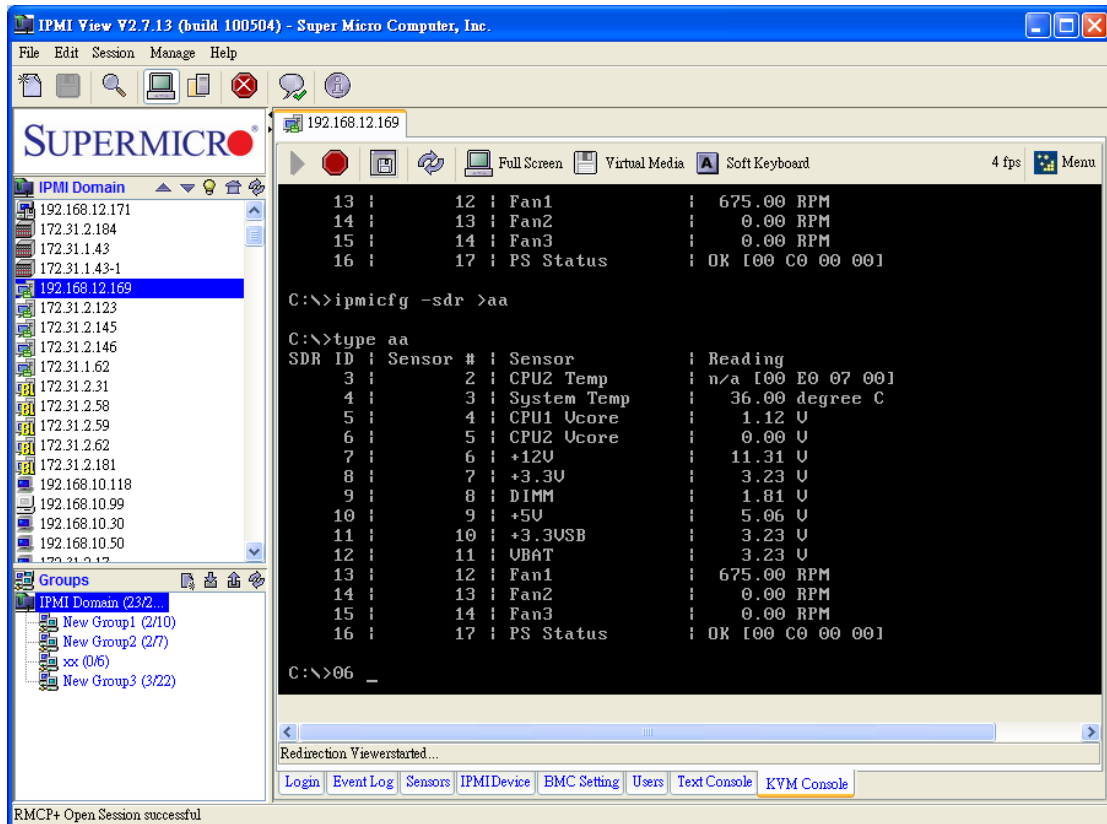 IPMI View V2.7.13 (build 100504) - Super Micro Computer, Inc.
File Edit Session Manage Help
SUPERMICRO
IPMI Domain
192.168.12.171
172.31.2.184
172.31.1.43
172.31.1.43-1
192.168.12.169
172.31.2.123
172.31.2.145
172.31.2.146
172.31.1.62
172.31.2.31
172.31.2.58
172.31.2.59
172.31.2.62
172.31.2.181
192.168.10.118
192.168.10.99
192.168.10.30
192.168.10.50
Groups
IPMI Domain (23/2...
New Group1 (2/10)
New Group2 (2/7)
xx (0/6)
New Group3 (3/22)
192.168.12.169
Full Screen Virtual Media A Soft Keyboard 4 fps Menu
13 | 12 | Fan1 | 675.00 RPM
14 | 13 | Fan2 | 0.00 RPM
15 | 14 | Fan3 | 0.00 RPM
16 | 17 | PS Status | OK [00 C0 00 00]
C:\>ipmicfg -sdr >aa
C:\>type aa
SDR ID | Sensor # | Sensor | Reading
3 | 2 | CPU2 Temp | n/a [00 E0 07 00]
4 | 3 | System Temp | 36.00 degree C
5 | 4 | CPU1 Vcore | 1.12 V
6 | 5 | CPU2 Vcore | 0.00 V
7 | 6 | +12V | 11.31 V
8 | 7 | +3.3V | 3.23 V
9 | 8 | DIMM | 1.81 V
10 | 9 | +5V | 5.06 V
11 | 10 | +3.3VSB | 3.23 V
12 | 11 | VBAT | 3.23 V
13 | 12 | Fan1 | 675.00 RPM
14 | 13 | Fan2 | 0.00 RPM
15 | 14 | Fan3 | 0.00 RPM
16 | 17 | PS Status | OK [00 C0 00 00]
C:\>06 _
Redirection Viewerstarted...
Login Event Log Sensors IPMI Device BMC Setting Users Text Console KVM Console
RMCP+ Open Session successful